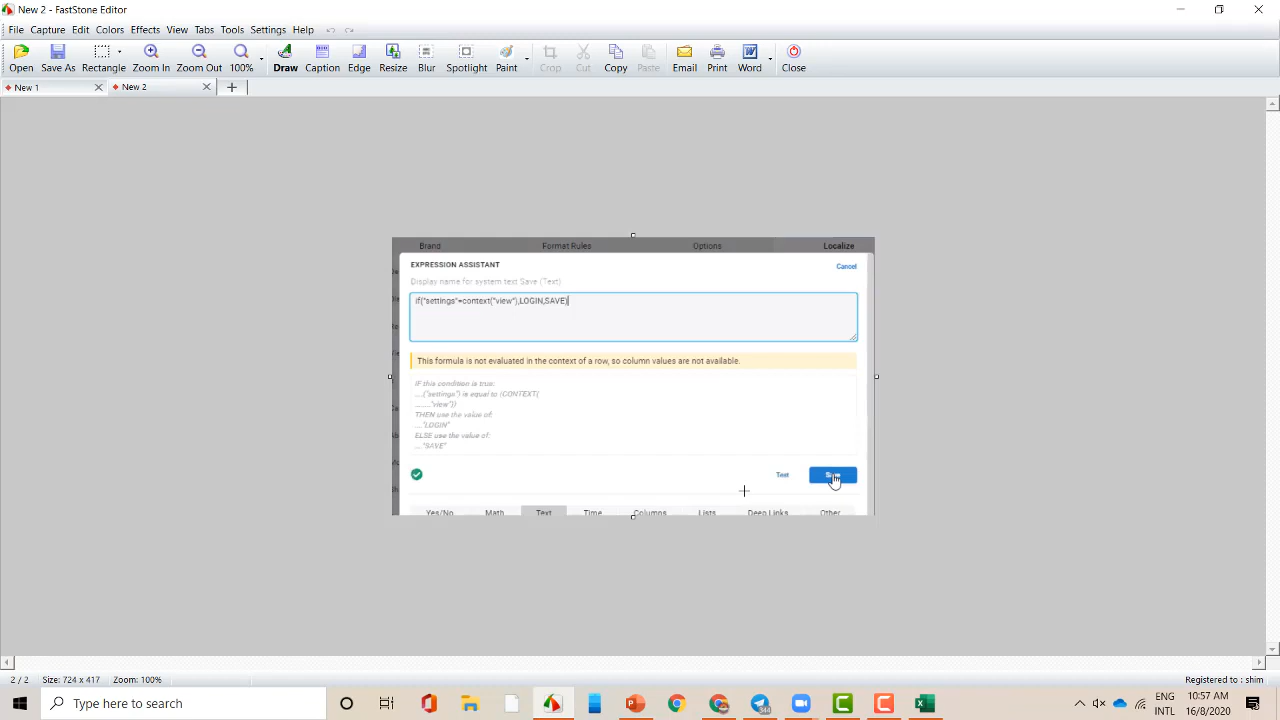 New 2 - FastStone Editor
File Capture Edit Colors Effects View Tabs Tools Settings Help
Open Save As Rectangle Zoom In Zoom Out 100% Draw Caption Edge Resize Blur Spotlight Paint Crop Cut Copy Paste Email Print Word Close
New 1 New 2
Brand Format Rules Options Localize
EXPRESSION ASSISTANT
Cancel
Display name for system text Save (Text)
if("settings"=context("view"),LOGIN,SAVE)
This formula is not evaluated in the context of a row, so column values are not available.
IF this condition is true:
....("settings") is equal to (CONTEXT(
........"view"))
THEN use the value of:
...."LOGIN"
ELSE use the value of:
...."SAVE"
Yes/No Math Text Time Columns Lists Deep Links Other
2 / 2 Size: 724 x 417 Zoom: 100% Registered to : shim
Type here to search
ENG
INTL
10:57 AM
16/8/2020